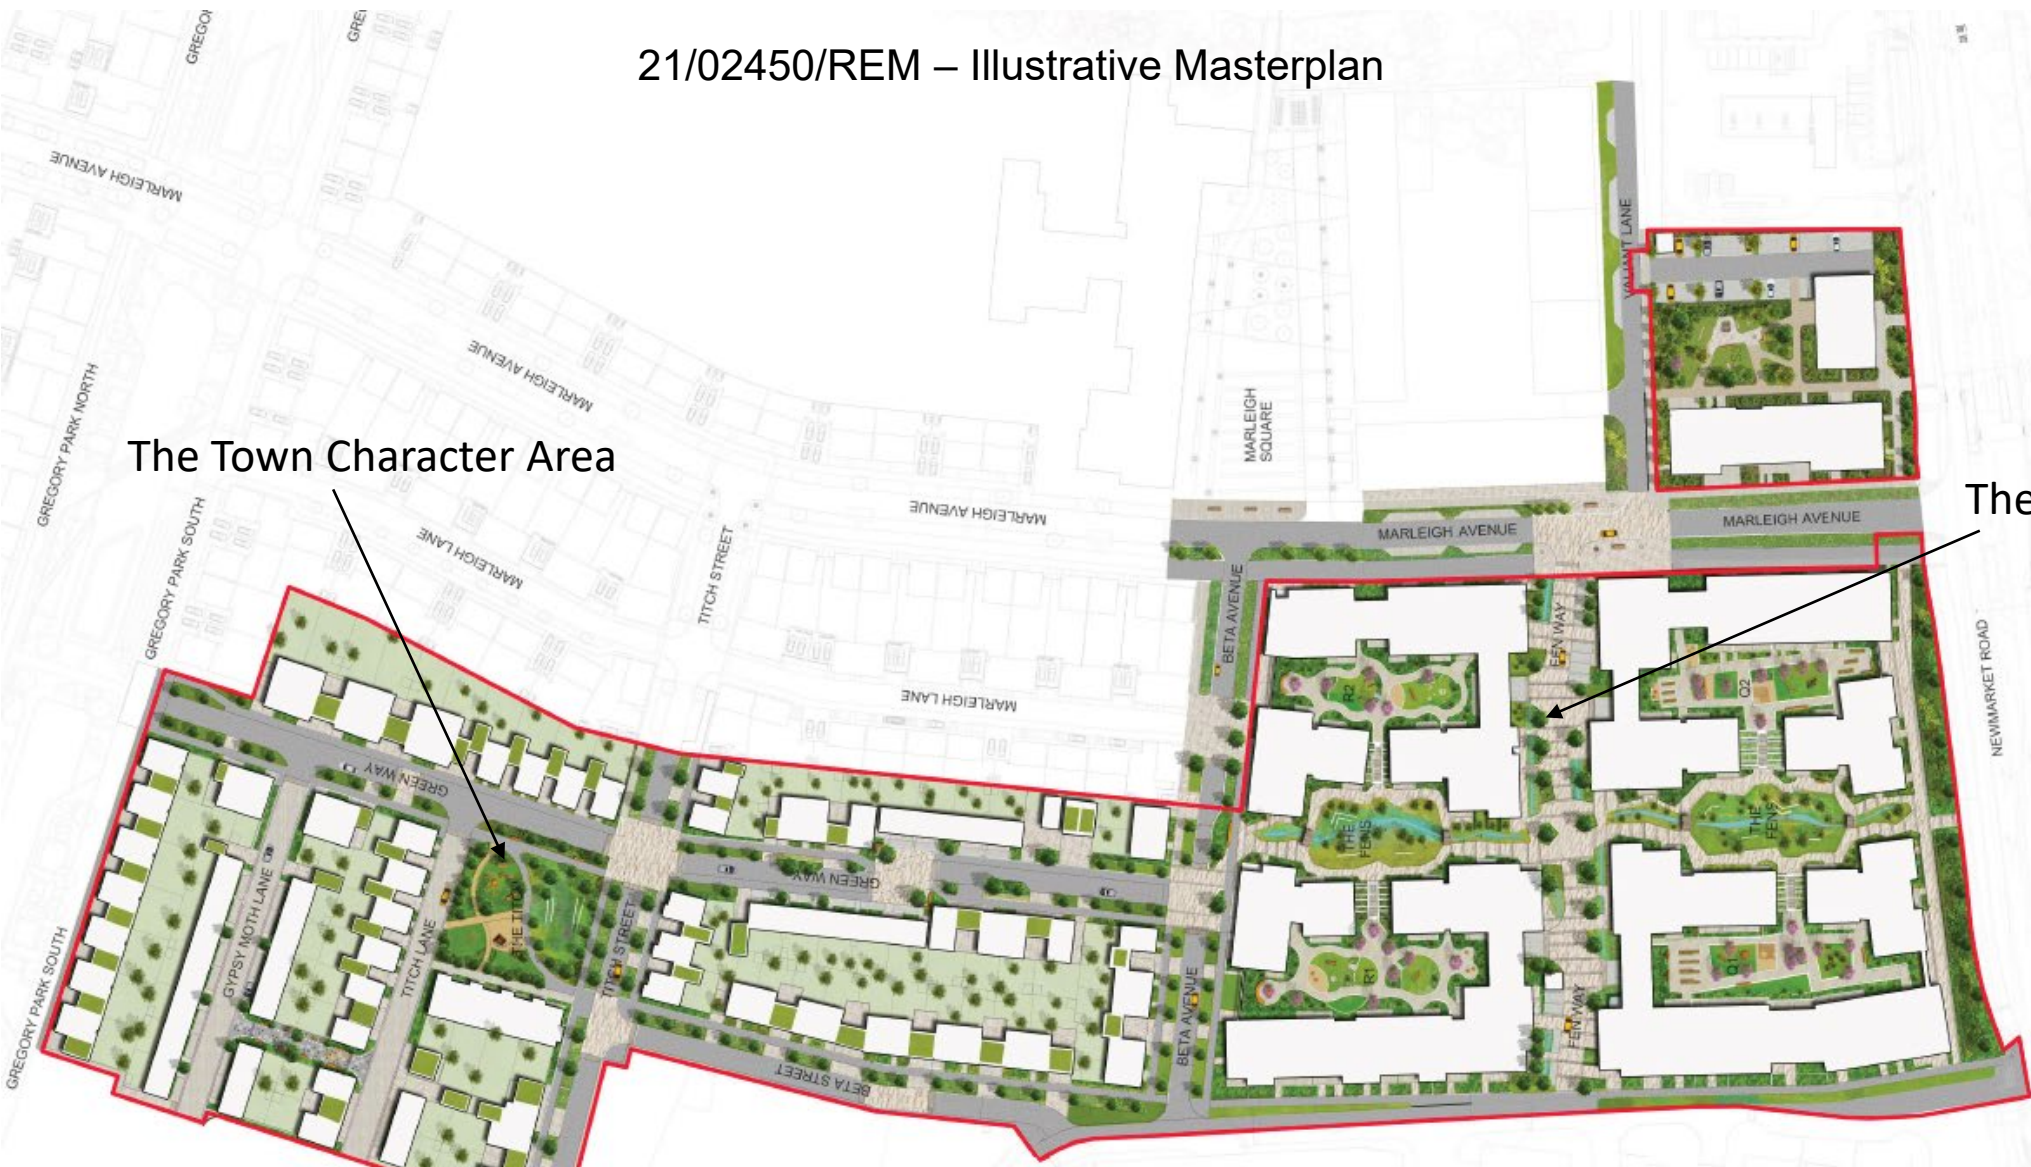 GREGO
GRE
21/02450/REM – Illustrative Masterplan
MARLEIGH AVENUE
VALIANT LANE
MARLEIGH AVENUE
GREGORY PARK NORTH
MARLEIGH
SQUARE
The Town Character Area
The
MARLEIGH AVENUE
MARLEIGH AVENUE
MARLEIGH AVENUE
GREGORY PARK SOUTH
MARLEIGH LANE
TITCH STREET
BETA AVENUE
FEN WAY
NEWMARKET ROAD
MARLEIGH LANE
R2
Q2
GREEN WAY
THE
FENS
THE
FENS
GREEN WAY
GYPSY MOTH LANE
TITCH LANE
THE TITCH
TITCH STREET
GREGORY PARK SOUTH
R1
Q1
BETA AVENUE
FEN WAY
BETA STREET